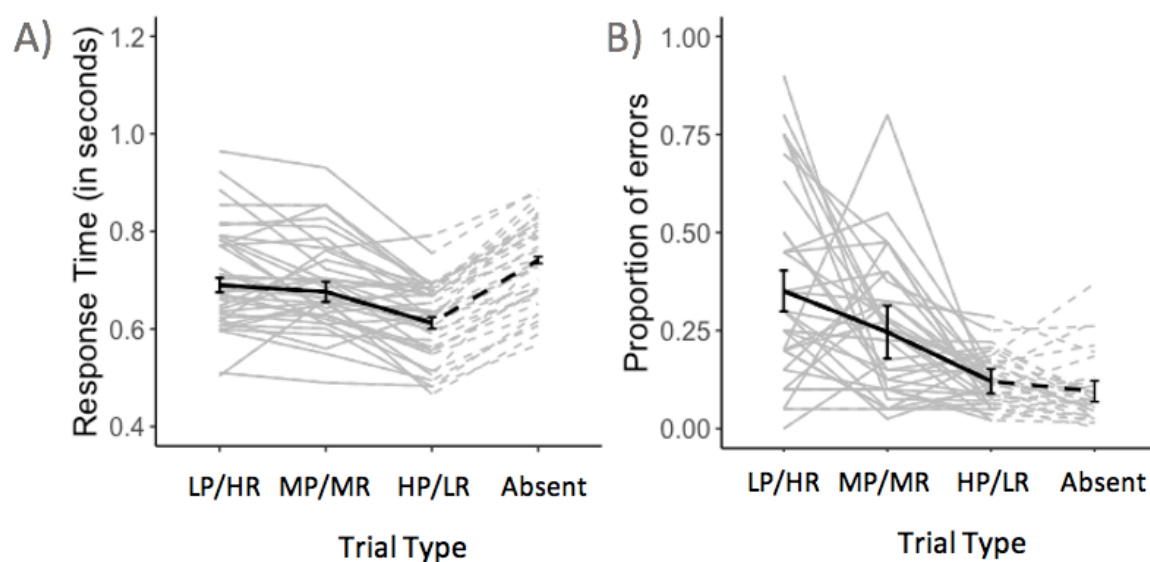 A)
Response Time (in seconds)
1.2
1.0
0.8
0.6
0.4
LP/HR MP/MR HP/LR Absent
Trial Type
B)
Proportion of errors
1.00
0.75
0.50
0.25
0.00
LP/HR MP/MR HP/LR Absent
Trial Type